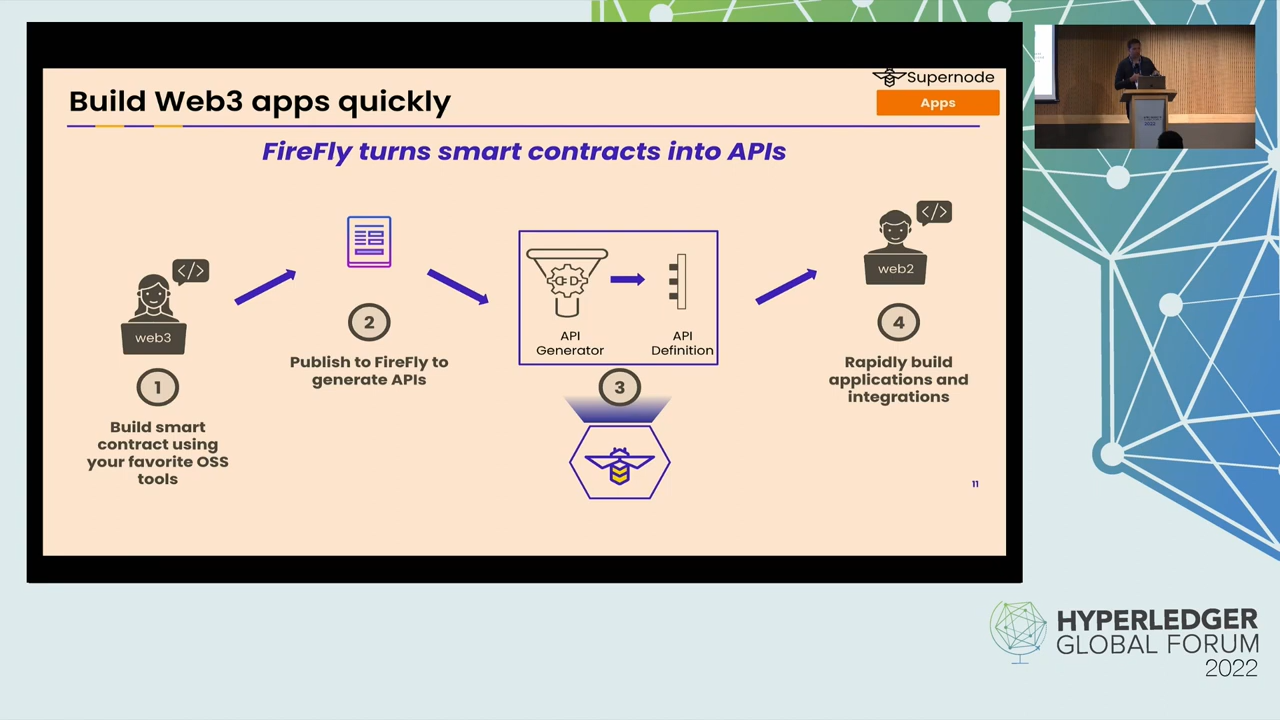 Build Web3 apps quickly
Supernode
Apps
FireFly turns smart contracts into APIs
</>
web3
1
Build smart
contract using
your favorite OSS
tools
2
Publish to FireFly to
generate APIs
API
Generator
API
Definition
3
</>
web2
4
Rapidly build
applications and
integrations
11
HYPERLEDGER
GLOBAL FORUM
2022